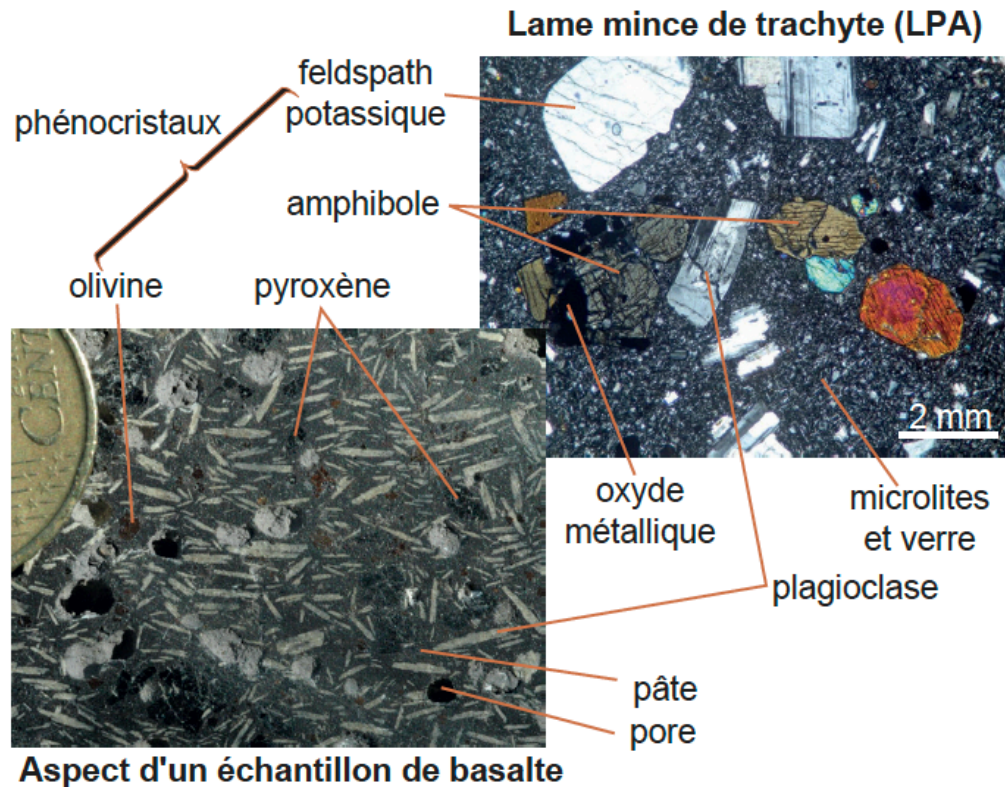 Lame mince de trachyte (LPA)
feldspath
potassique
phénocristaux
amphibole
olivine
pyroxène
CENT
2 mm
oxyde
métallique
microlites
et verre
plagioclase
pâte
pore
Aspect d'un échantillon de basalte